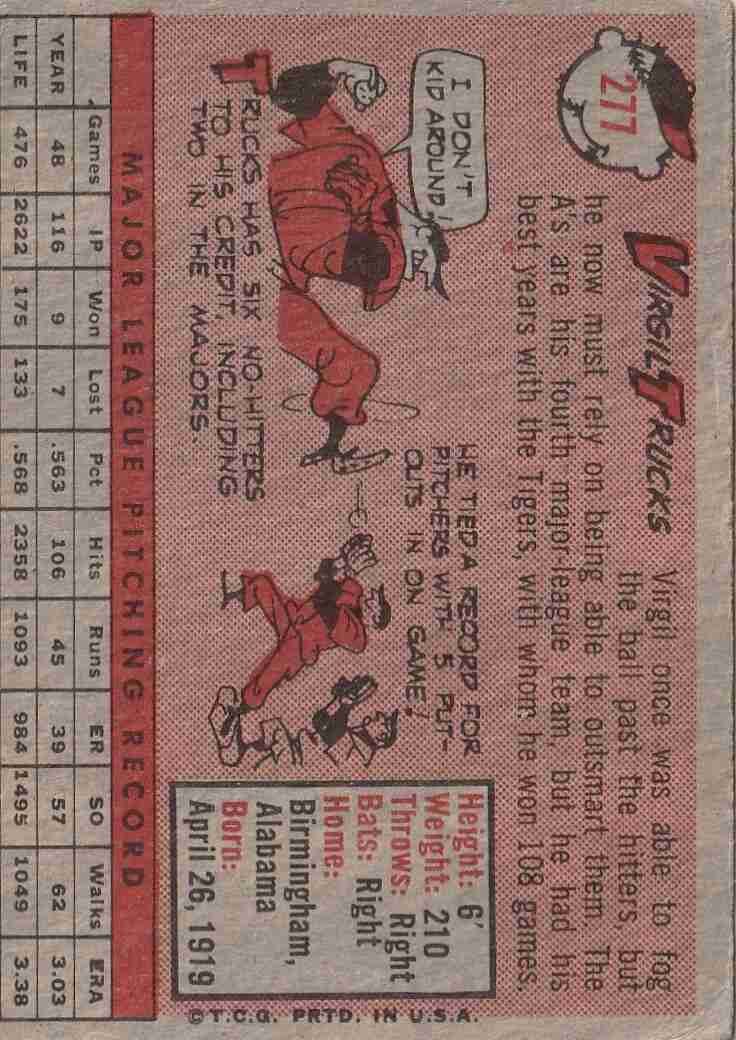 277
VIRGIL TRUCKS Virgil once was able to fog
the ball past the hitters, but
he now must rely on being able to outsmart them. The
A's are his fourth major-league team, but he had his
best years with the Tigers, with whom he won 108 games.
I DON'T
KID AROUND!
TRUCKS HAS SIX NO-HITTERS
TO HIS CREDIT, INCLUDING
TWO IN THE MAJORS.
HE TIED A RECORD FOR
PITCHERS WITH 5 PUT-
OUTS IN ON GAME!
Height: 6'
Weight: 210
Throws: Right
Bats: Right
Home:
Birmingham,
Alabama
Born:
April 26, 1919
© T.C.G. PRTD. IN U.S.A.
MAJOR LEAGUE PITCHING RECORD
Games IP Won Lost Pct Hits Runs ER SO Walks ERA
YEAR 48 116 9 7 .563 106 45 39 57 62 3.03
LIFE 476 2622 175 133 .568 2358 1093 984 1495 1049 3.38